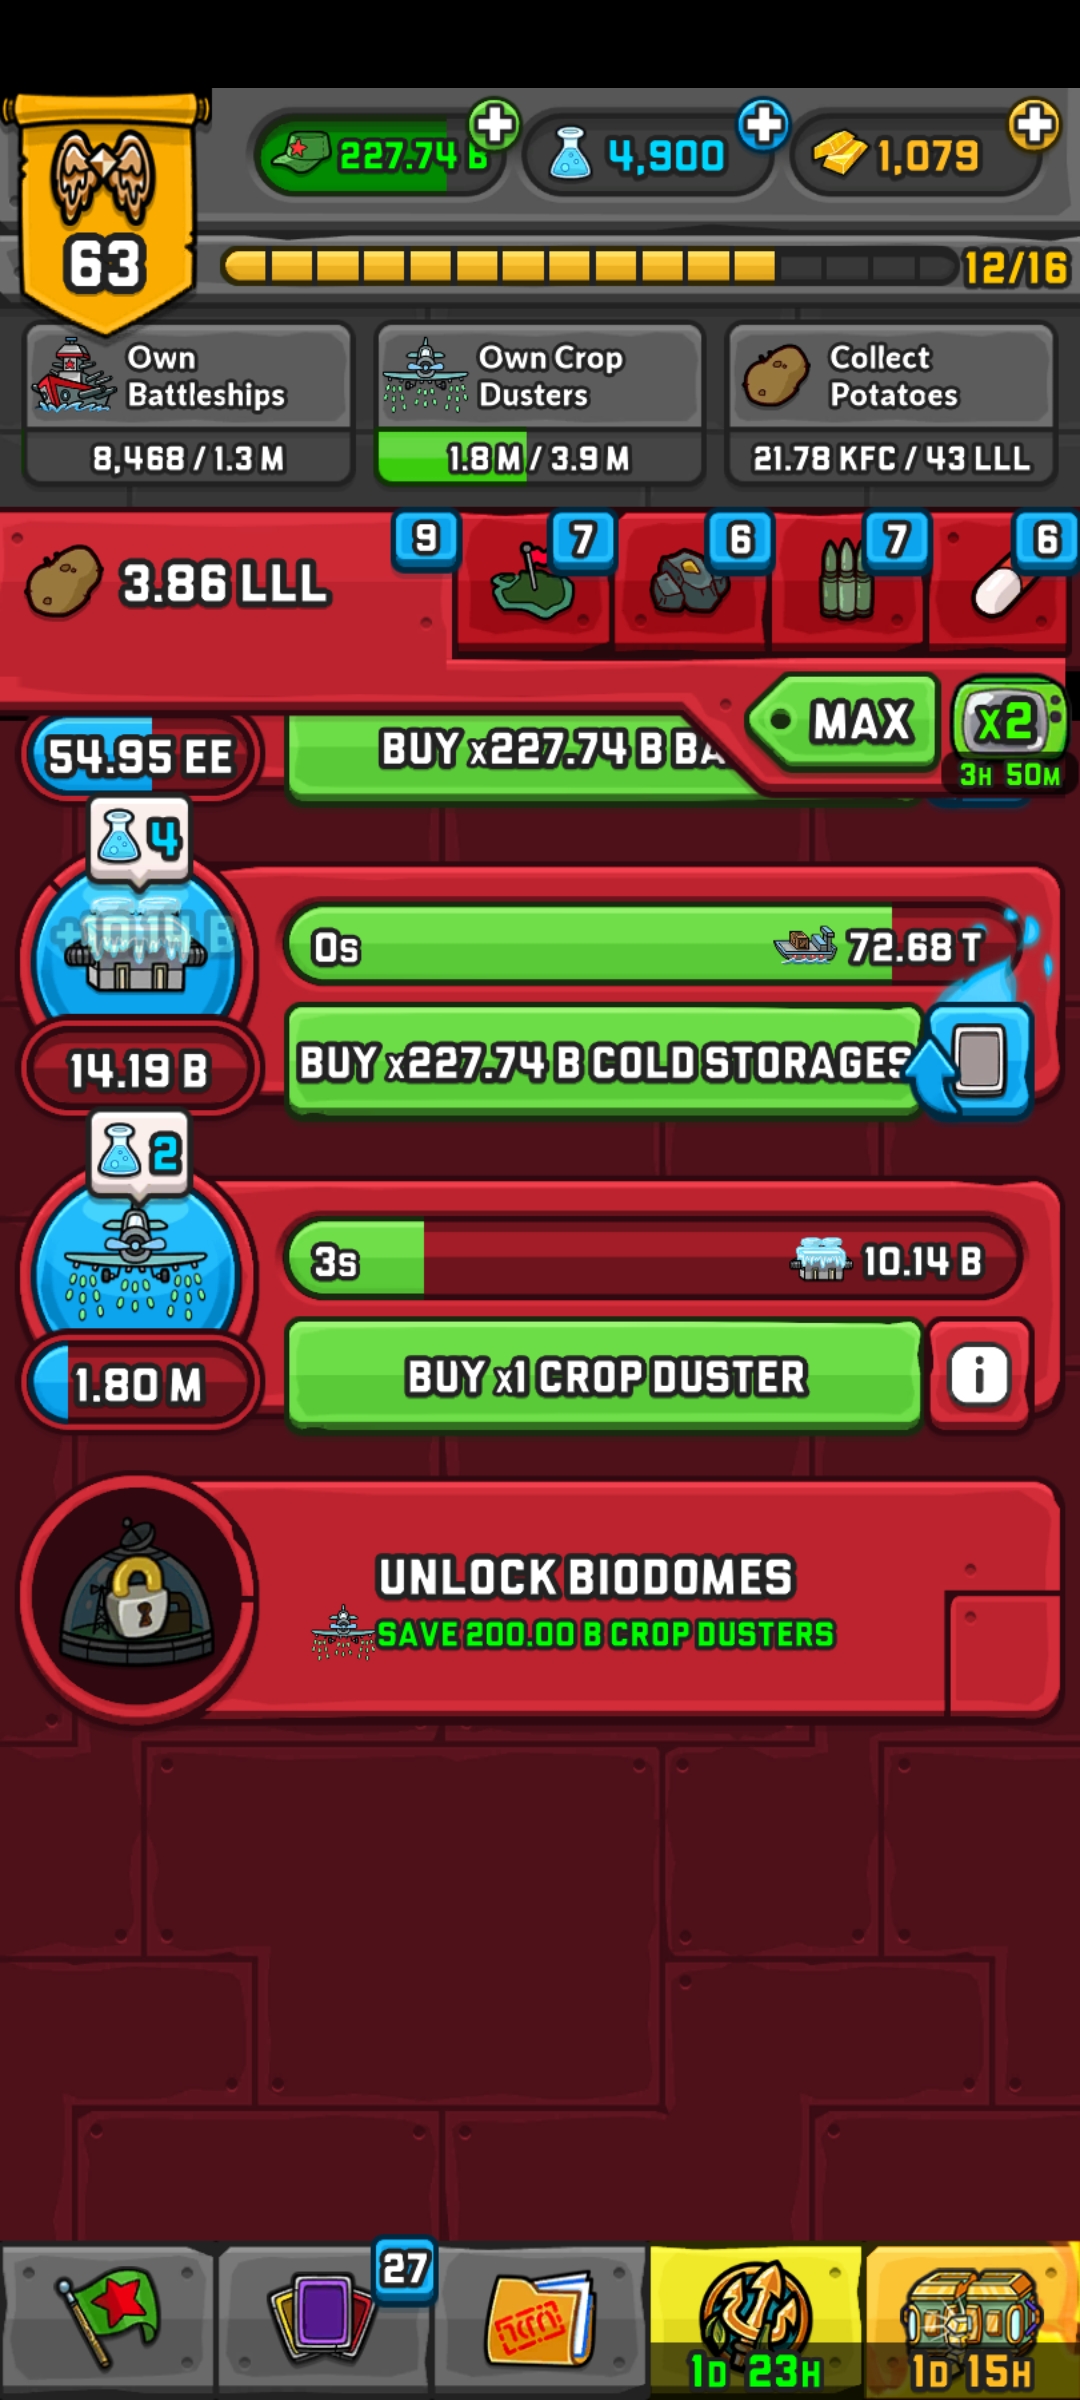 227.74 B
4,900
1,079
63
12/16
Own
Battleships
8,468 / 1.3 M
Own Crop
Dusters
1.8 M / 3.9 M
Collect
Potatoes
21.78 KFC / 43 LLL
3.86 LLL
9
7
6
7
6
MAX
x2
3H 50M
54.95 EE
BUY x227.74 B BA
4
+10.14 B
0s
72.68 T
14.19 B
BUY x227.74 B COLD STORAGES
2
3s
10.14 B
1.80 M
BUY x1 CROP DUSTER
i
UNLOCK BIODOMES
SAVE 200.00 B CROP DUSTERS
27
1D 23H
1D 15H